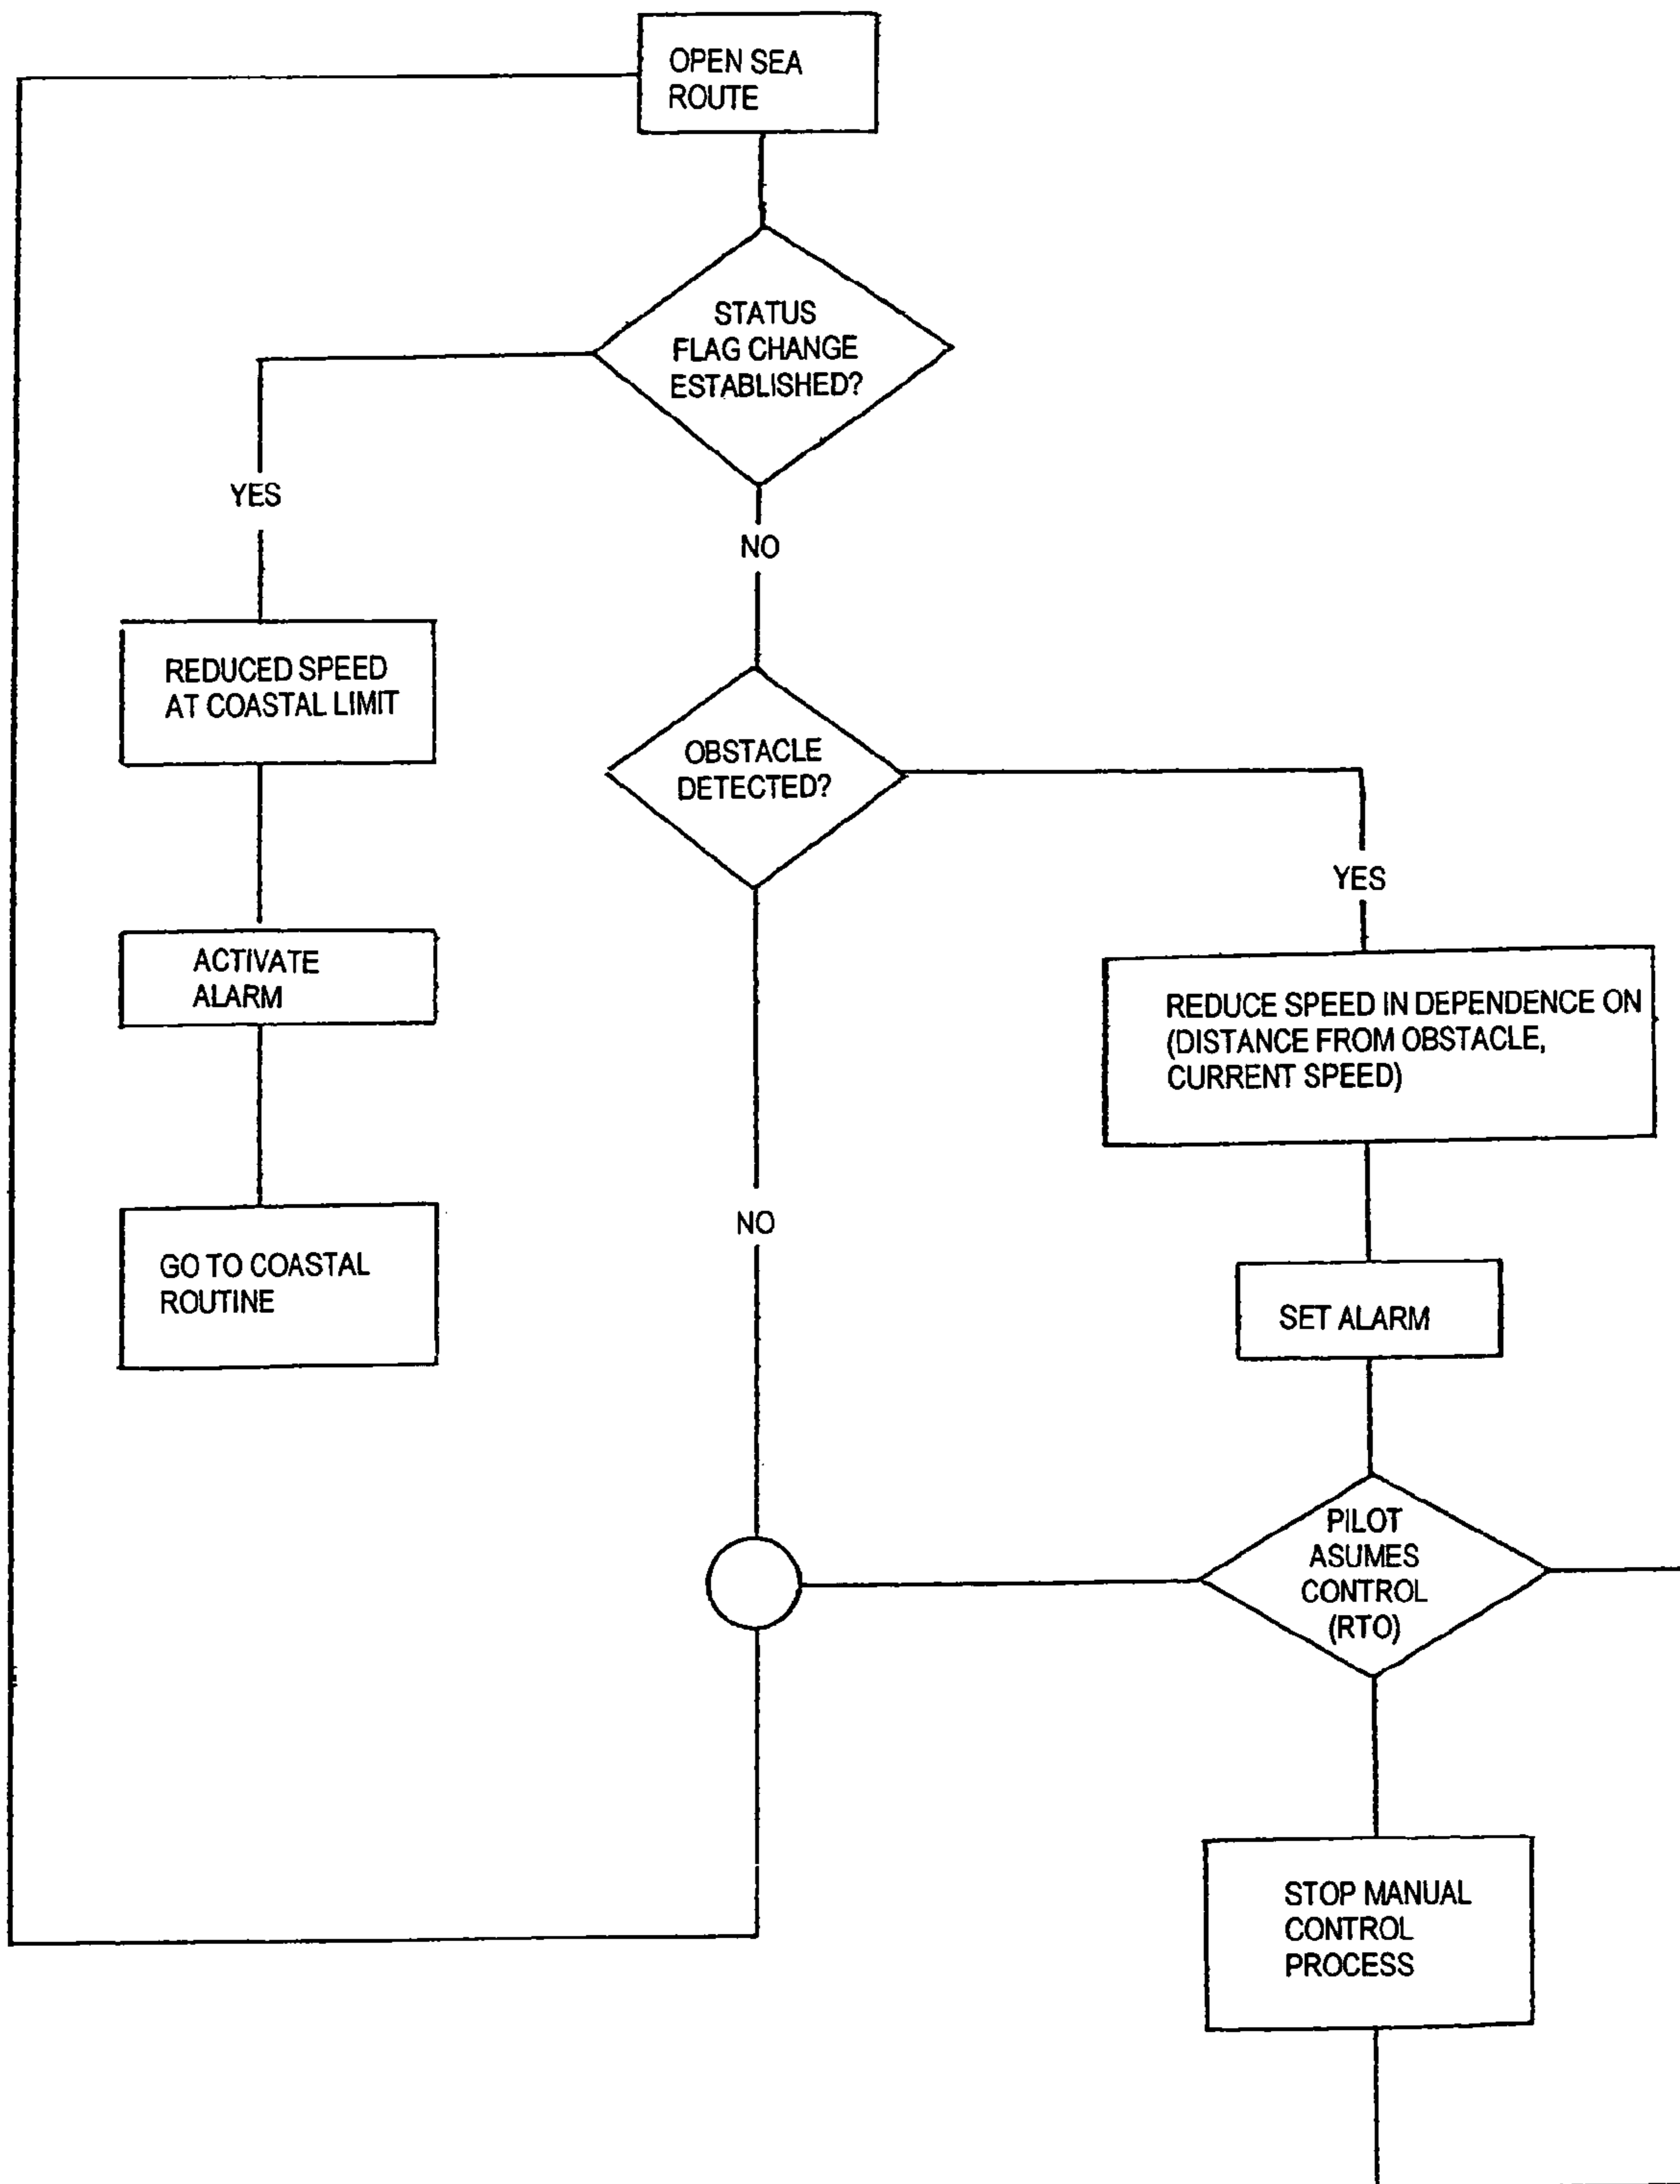 OPEN SEA
ROUTE
STATUS
FLAG CHANGE
ESTABLISHED?
YES
NO
REDUCED SPEED
AT COASTAL LIMIT
OBSTACLE
DETECTED?
YES
ACTIVATE
ALARM
REDUCE SPEED IN DEPENDENCE ON
(DISTANCE FROM OBSTACLE,
CURRENT SPEED)
NO
GO TO COASTAL
ROUTINE
SET ALARM
PILOT
ASUMES
CONTROL
(RTO)
STOP MANUAL
CONTROL
PROCESS